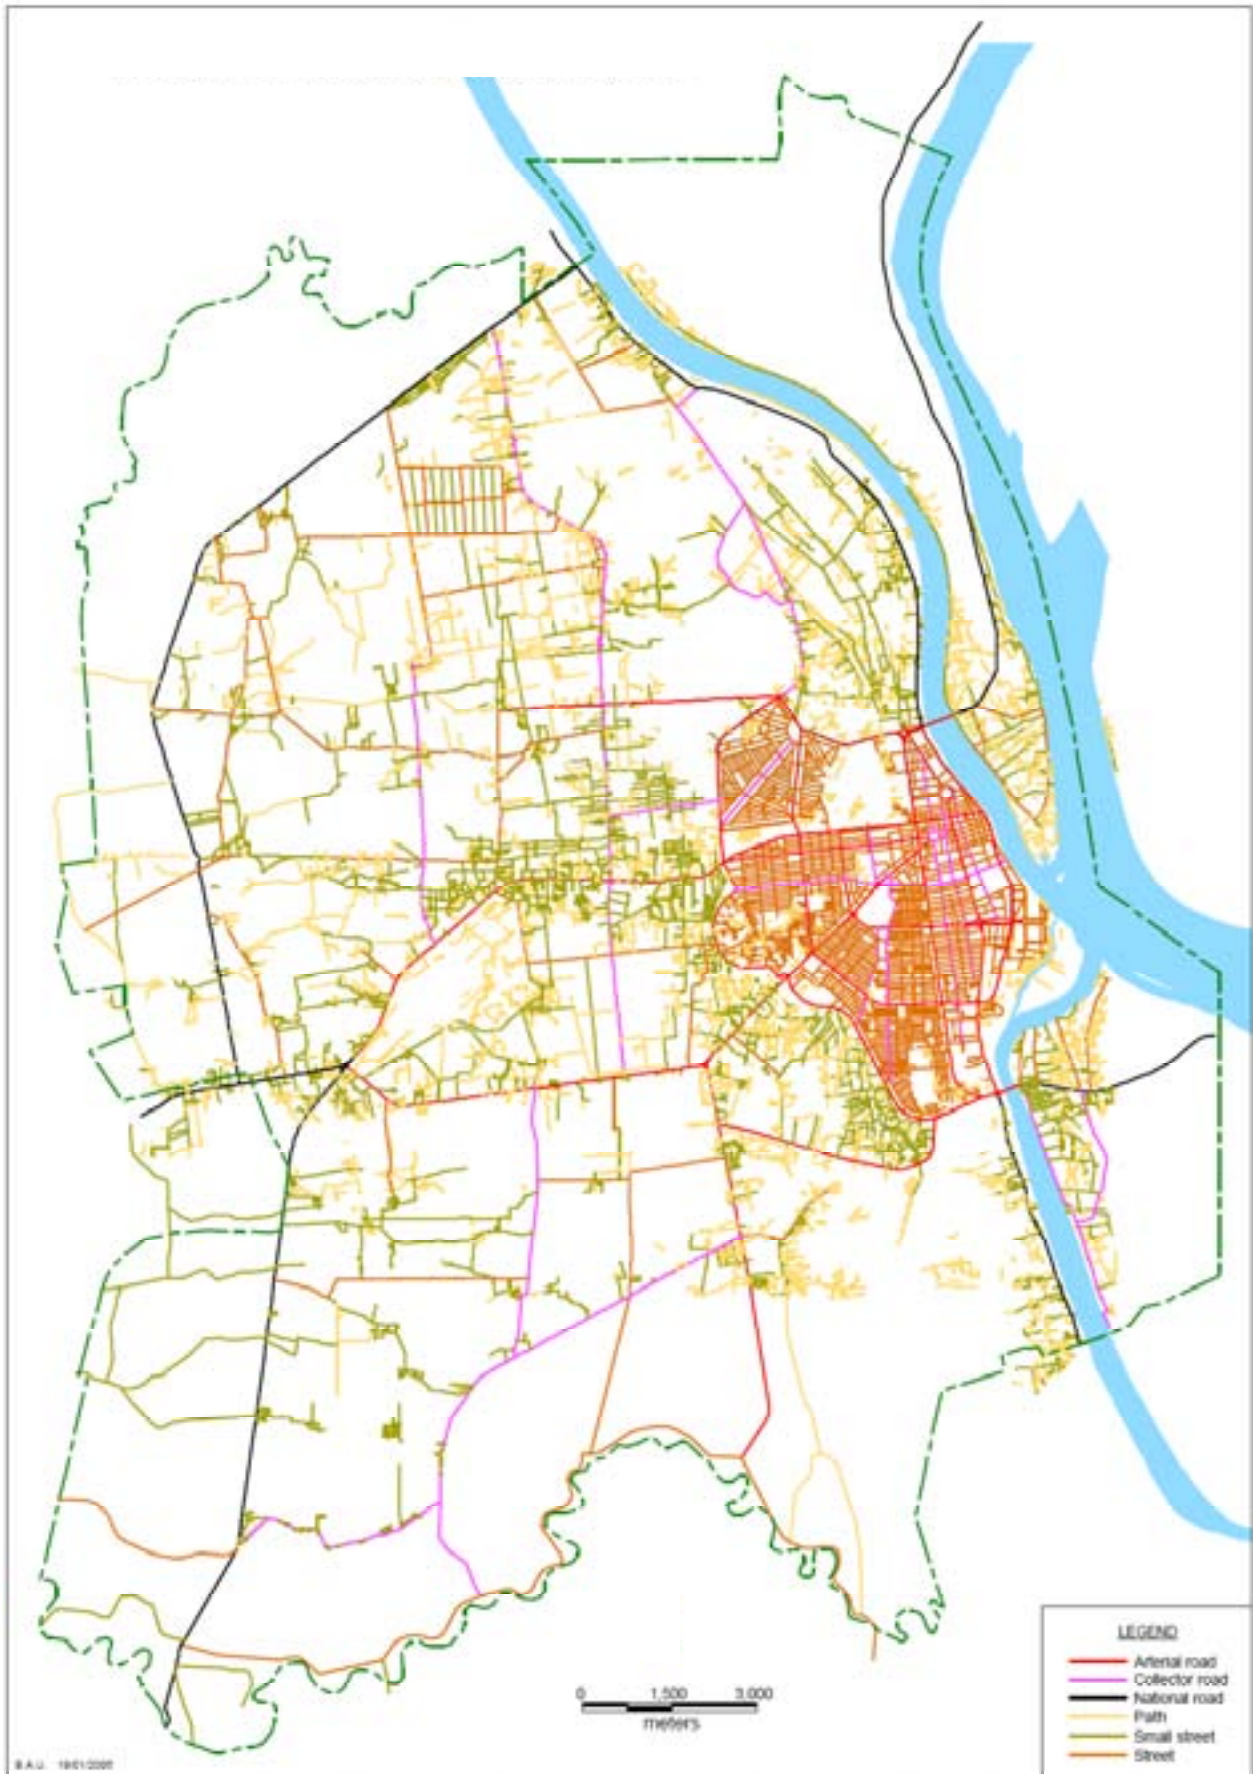 0 1,500 3,000
meters
LEGEND
Arterial road
Collector road
National road
Path
Small street
Street
B.A.U.